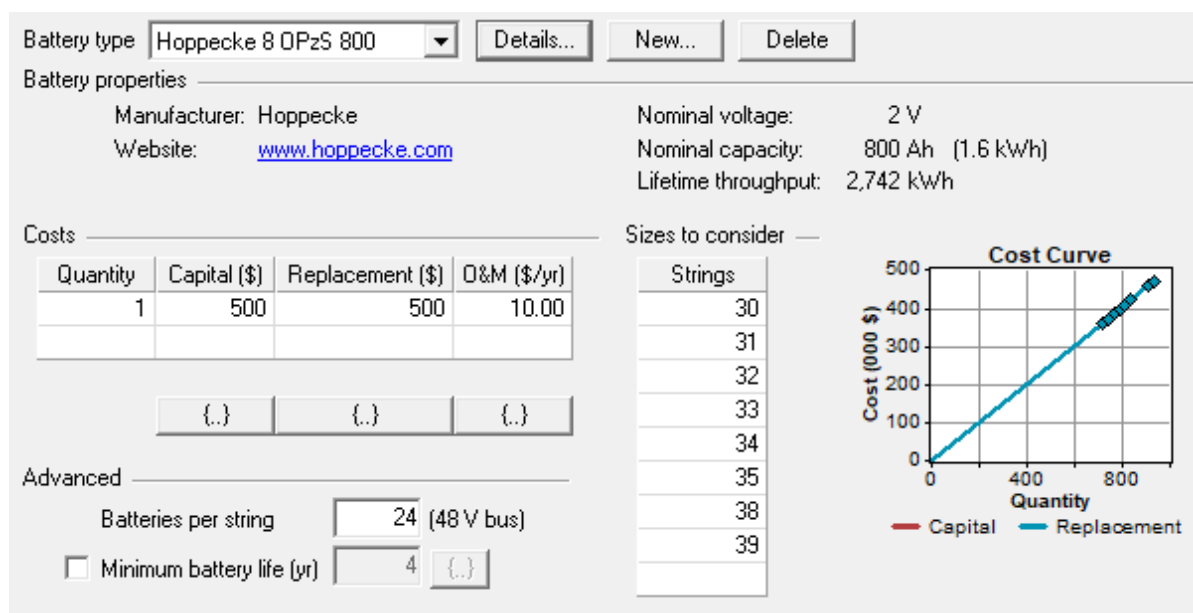 Battery type Hoppecke 8 OPzS 800 Details... New... Delete
Battery properties
Manufacturer: Hoppecke
Website: www.hoppecke.com
Nominal voltage: 2 V
Nominal capacity: 800 Ah (1.6 kWh)
Lifetime throughput: 2,742 kWh
Costs
Quantity Capital ($) Replacement ($) O&M ($/yr)
1 500 500 10.00
{..} {..} {..}
Advanced
Batteries per string 24 (48 V bus)
Minimum battery life (yr) 4 {..}
Sizes to consider
Strings
30
31
32
33
34
35
38
39
Cost Curve
Cost (000 $)
500
400
300
200
100
0
0 400 800
Quantity
Capital Replacement